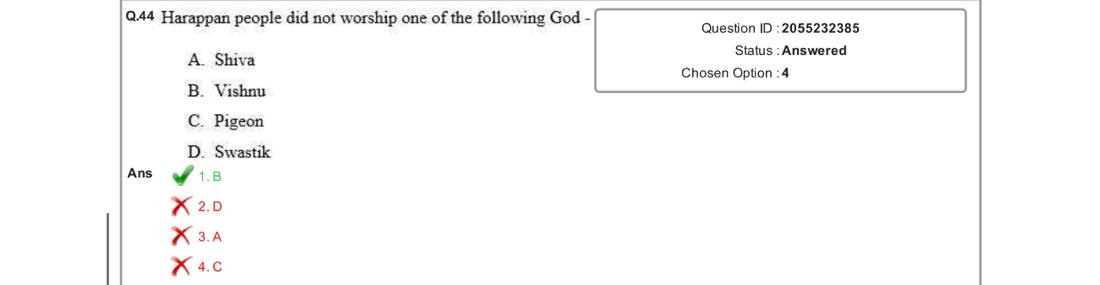 Q.44 Harappan people did not worship one of the following God -
A. Shiva
B. Vishnu
C. Pigeon
D. Swastik
Ans 1. B
2. D
3. A
4. C
Question ID : 2055232385
Status : Answered
Chosen Option : 4